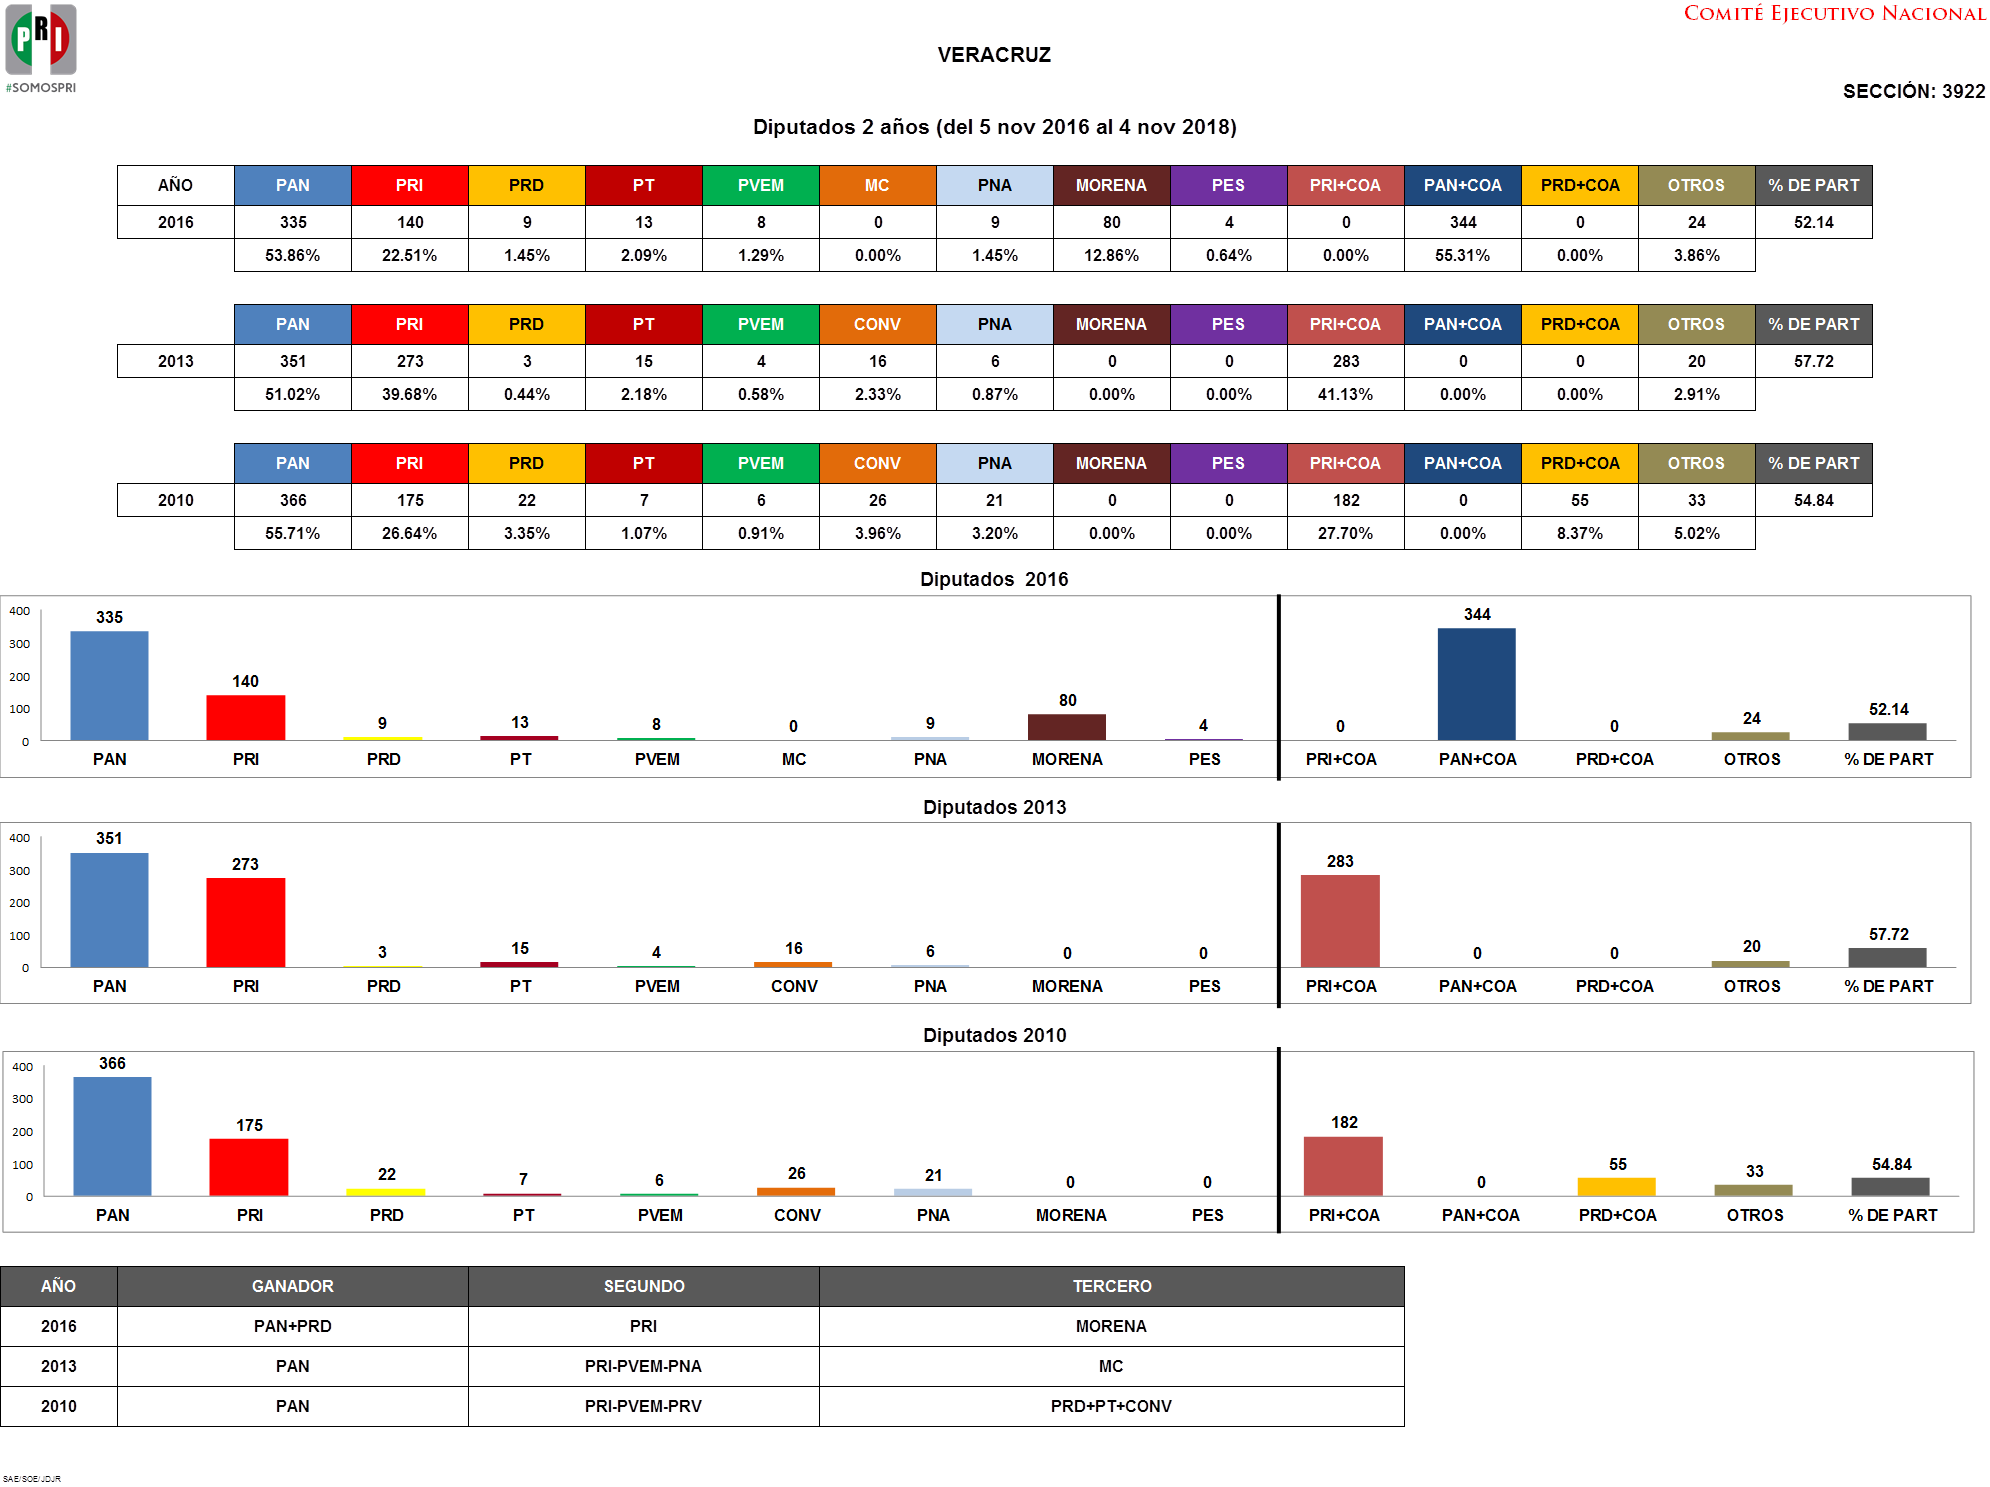 PRI
#SOMOSPRI
COMITÉ EJECUTIVO NACIONAL
VERACRUZ
SECCIÓN: 3922
Diputados 2 años (del 5 nov 2016 al 4 nov 2018)
AÑO PAN PRI PRD PT PVEM MC PNA MORENA PES PRI+COA PAN+COA PRD+COA OTROS % DE PART
2016 335 140 9 13 8 0 9 80 4 0 344 0 24 52.14
53.86% 22.51% 1.45% 2.09% 1.29% 0.00% 1.45% 12.86% 0.64% 0.00% 55.31% 0.00% 3.86%
PAN PRI PRD PT PVEM CONV PNA MORENA PES PRI+COA PAN+COA PRD+COA OTROS % DE PART
2013 351 273 3 15 4 16 6 0 0 283 0 0 20 57.72
51.02% 39.68% 0.44% 2.18% 0.58% 2.33% 0.87% 0.00% 0.00% 41.13% 0.00% 0.00% 2.91%
PAN PRI PRD PT PVEM CONV PNA MORENA PES PRI+COA PAN+COA PRD+COA OTROS % DE PART
2010 366 175 22 7 6 26 21 0 0 182 0 55 33 54.84
55.71% 26.64% 3.35% 1.07% 0.91% 3.96% 3.20% 0.00% 0.00% 27.70% 0.00% 8.37% 5.02%
Diputados 2016
400
300
200
100
0
335 140 9 13 8 0 9 80 4 0 344 0 24 52.14
PAN PRI PRD PT PVEM MC PNA MORENA PES PRI+COA PAN+COA PRD+COA OTROS % DE PART
Diputados 2013
400
300
200
100
0
351 273 3 15 4 16 6 0 0 283 0 0 20 57.72
PAN PRI PRD PT PVEM CONV PNA MORENA PES PRI+COA PAN+COA PRD+COA OTROS % DE PART
Diputados 2010
400
300
200
100
0
366 175 22 7 6 26 21 0 0 182 0 55 33 54.84
PAN PRI PRD PT PVEM CONV PNA MORENA PES PRI+COA PAN+COA PRD+COA OTROS % DE PART
AÑO GANADOR SEGUNDO TERCERO
2016 PAN+PRD PRI MORENA
2013 PAN PRI-PVEM-PNA MC
2010 PAN PRI-PVEM-PRV PRD+PT+CONV
SAE/SOE/JDJR